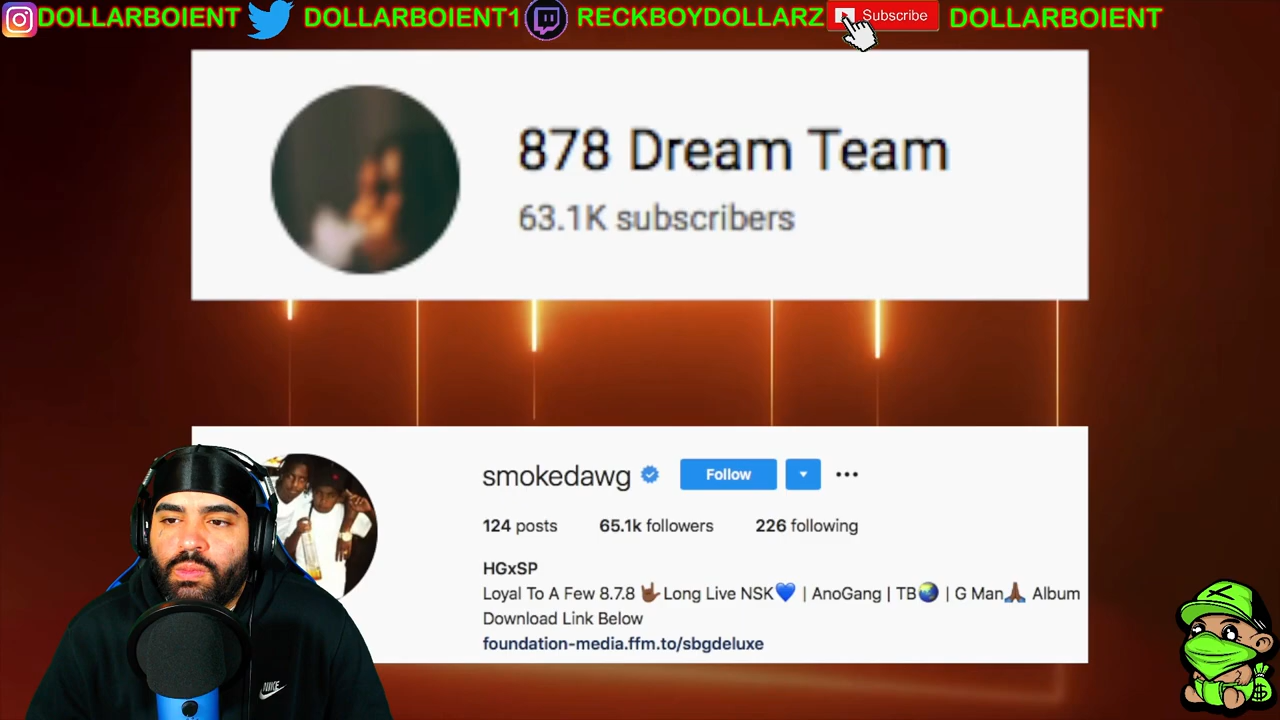 DOLLARBOIENT DOLLARBOIENT1 RECKBOYDOLLARZ Subscribe DOLLARBOIENT
878 Dream Team
63.1K subscribers
smokedawg Follow
124 posts 65.1k followers 226 following
HGxSP
Loyal To A Few 8.7.8 🤟🏾Long Live NSK💙 | AnoGang | TB🌏 | G Man🙏🏾 Album
Download Link Below
foundation-media.ffm.to/sbgdeluxe
NIKE